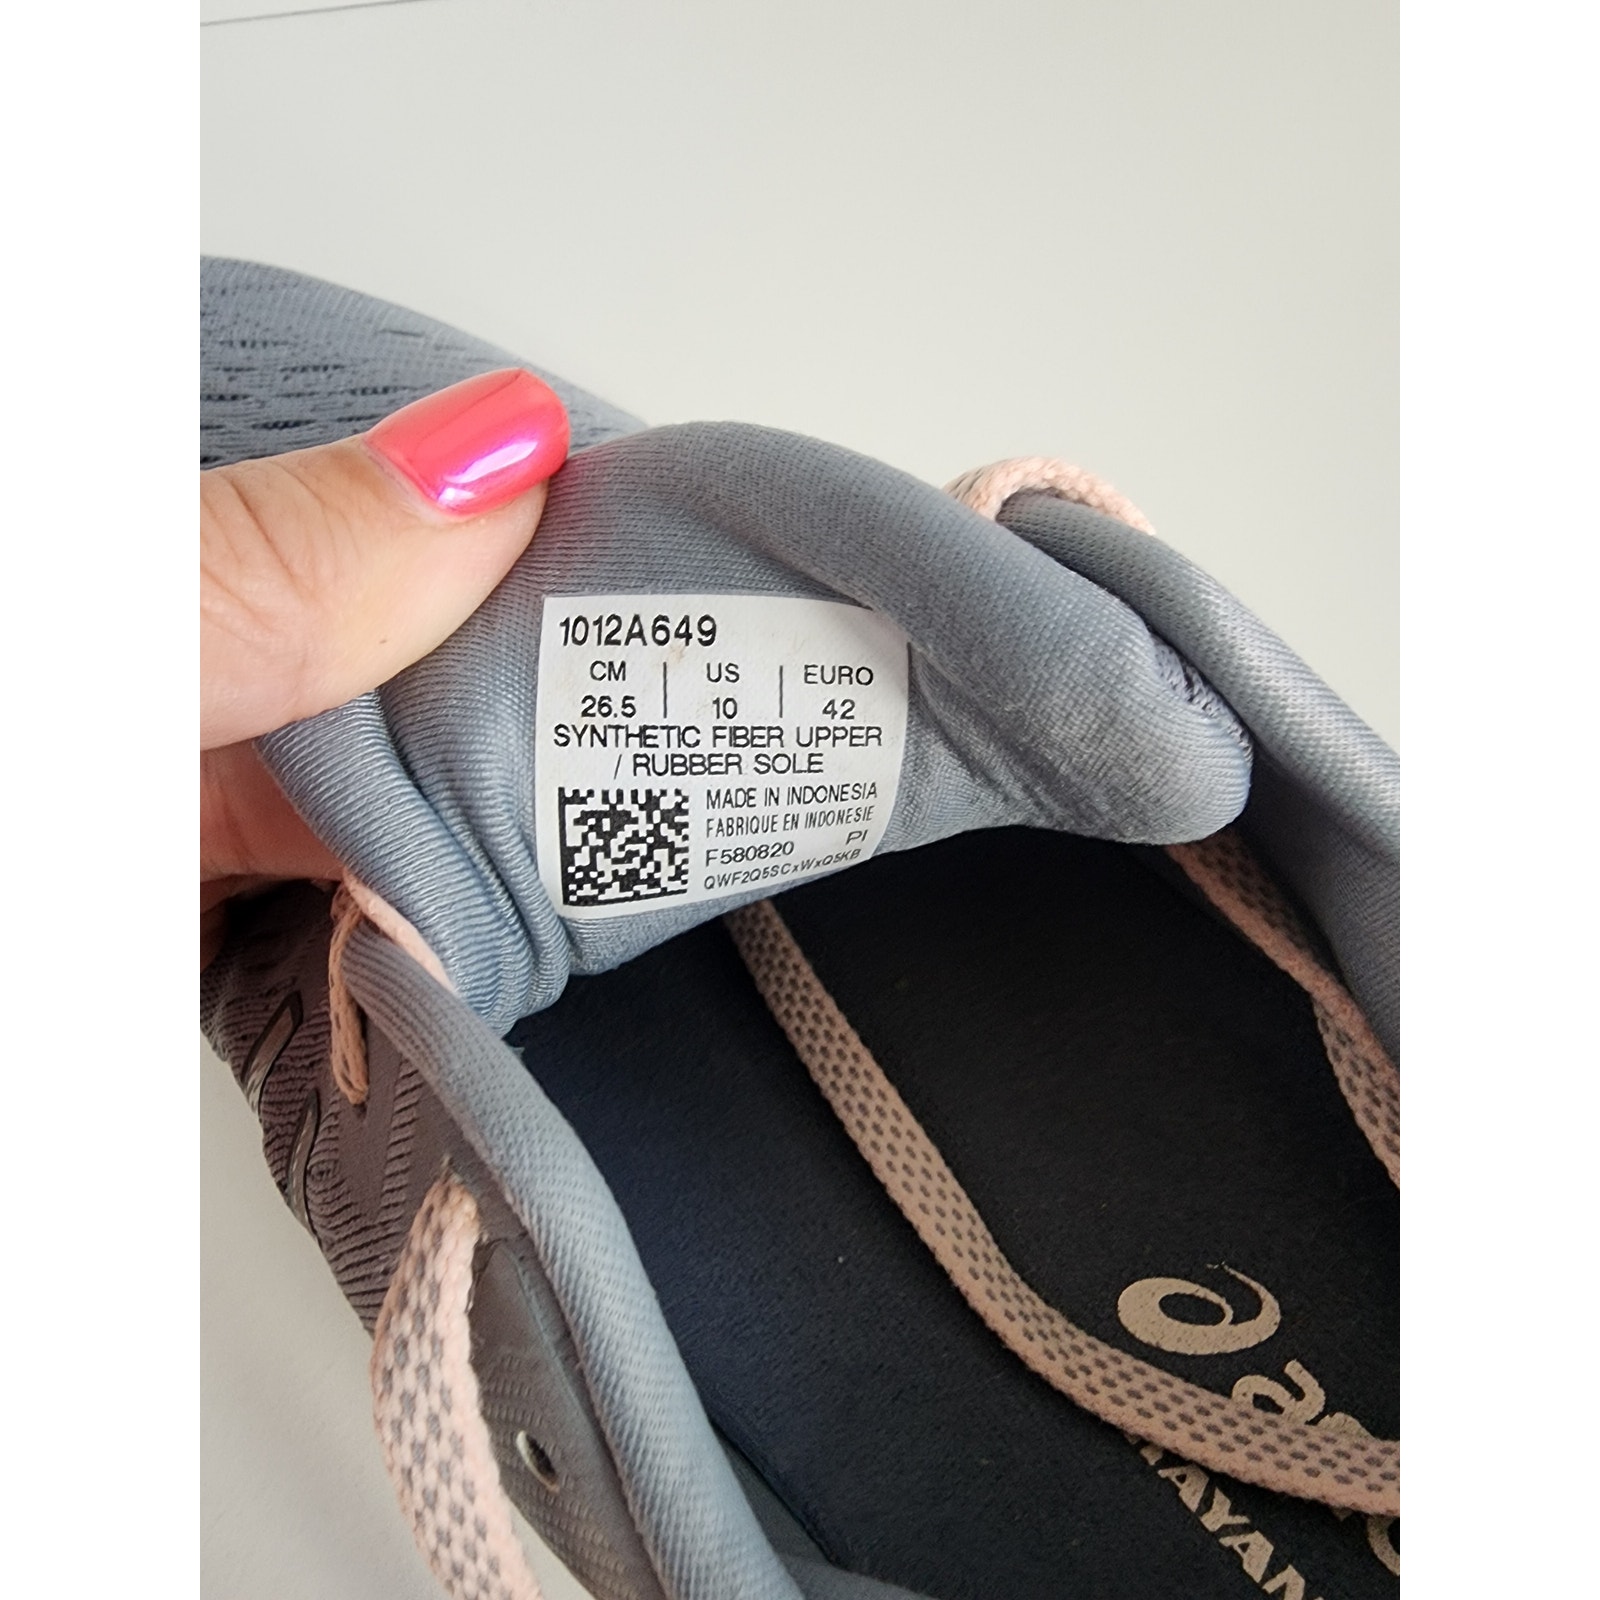 1012A649
CM | US | EURO
26.5 | 10 | 42
SYNTHETIC FIBER UPPER
/ RUBBER SOLE
MADE IN INDONESIA
FABRIQUE EN INDONESIE
F580820 PI
QWF2Q5SCxWxQ5KB